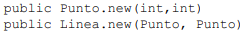 public Punto.new(int,int)
public Linea.new(Punto, Punto)